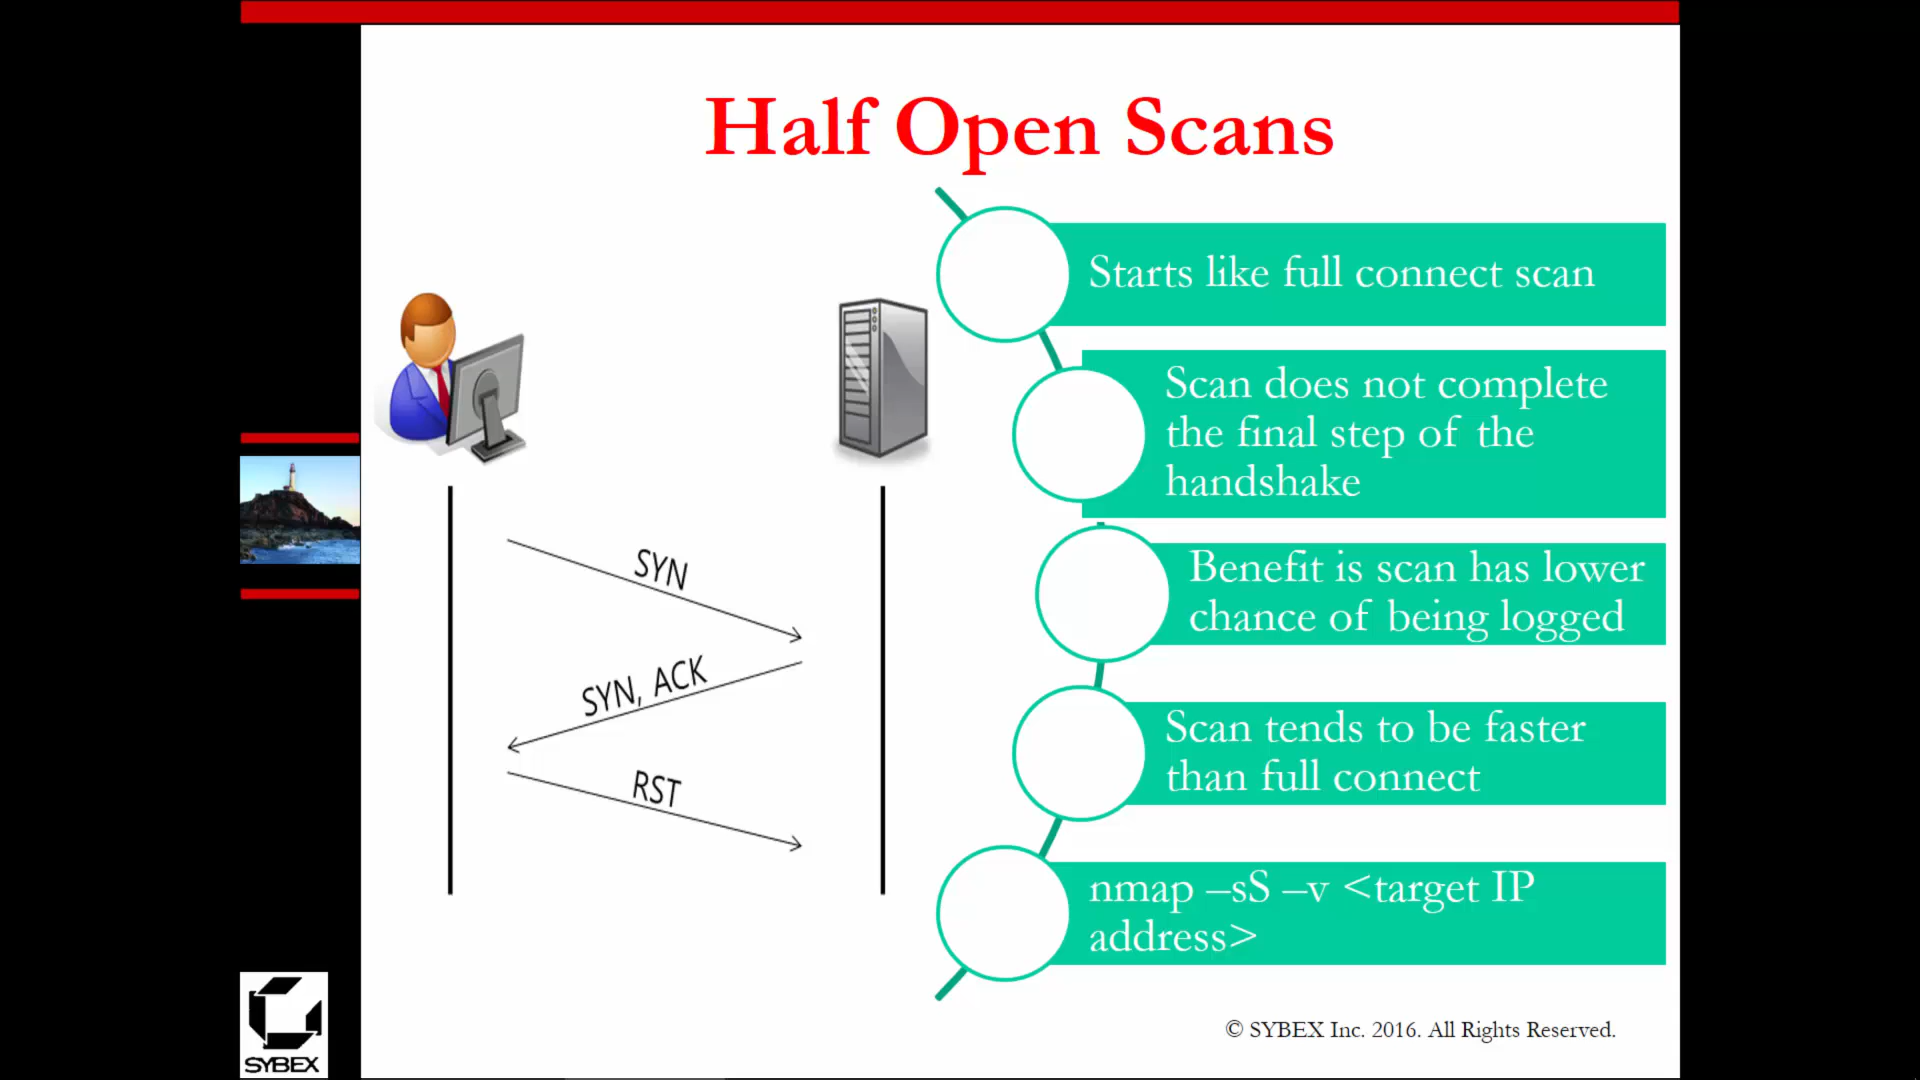 Half Open Scans
Starts like full connect scan
Scan does not complete
the final step of the
handshake
Benefit is scan has lower
chance of being logged
Scan tends to be faster
than full connect
nmap –sS –v <target IP
address>
SYN
SYN, ACK
RST
© SYBEX Inc. 2016. All Rights Reserved.
SYBEX